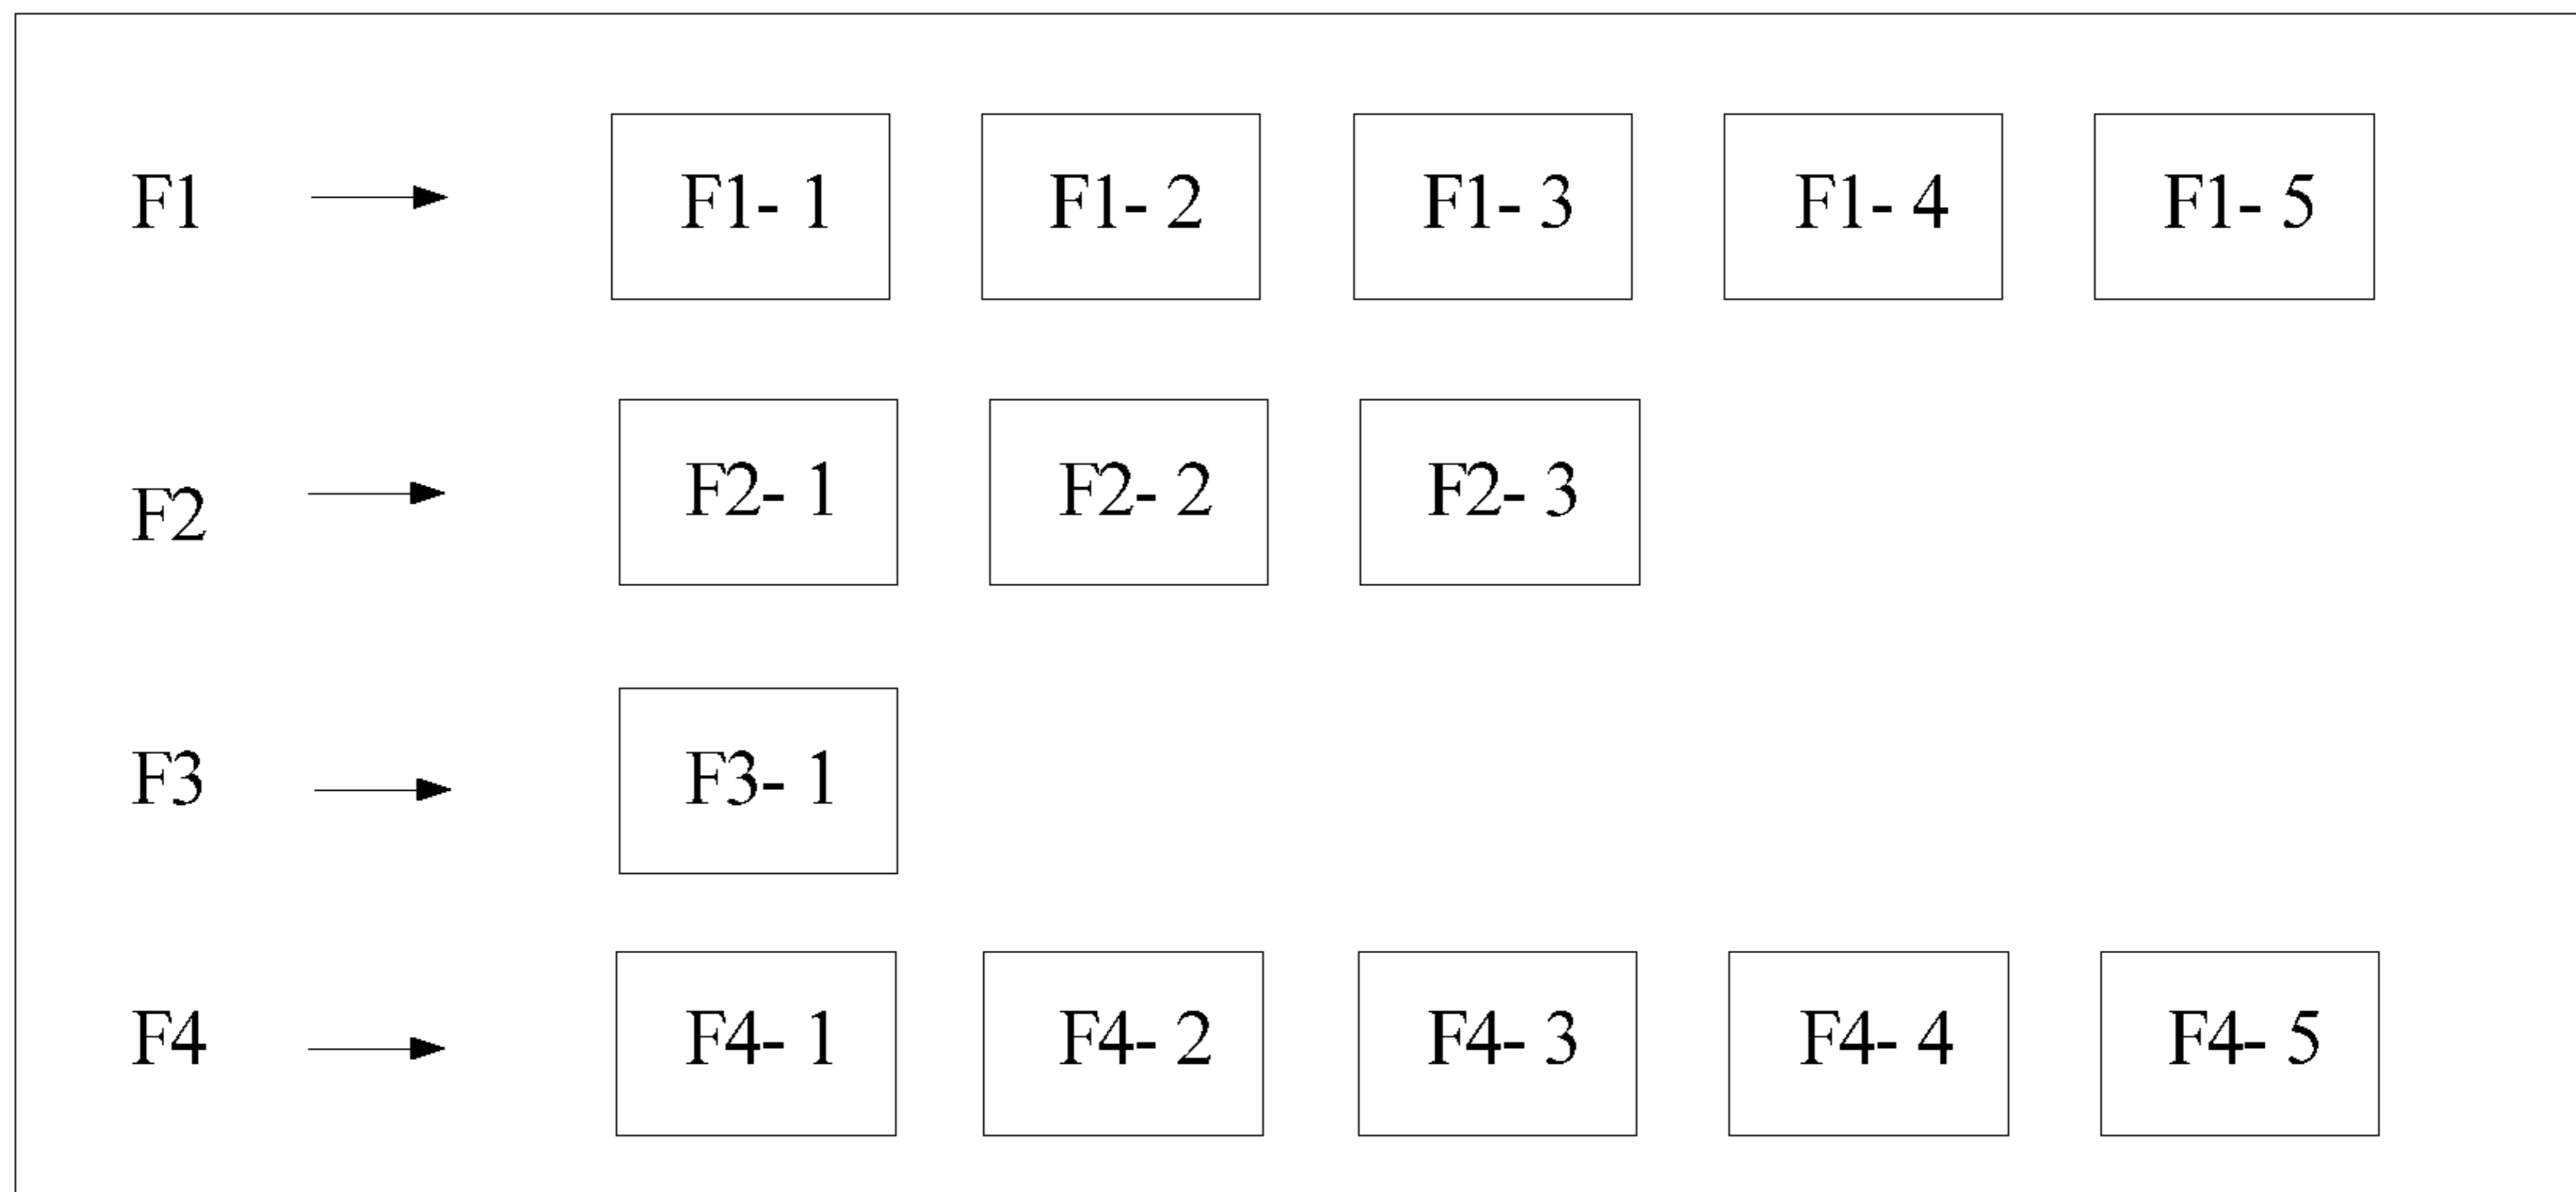 F1 F1- 1 F1- 2 F1- 3 F1- 4 F1- 5
F2 F2- 1 F2- 2 F2- 3
F3 F3- 1
F4 F4- 1 F4- 2 F4- 3 F4- 4 F4- 5